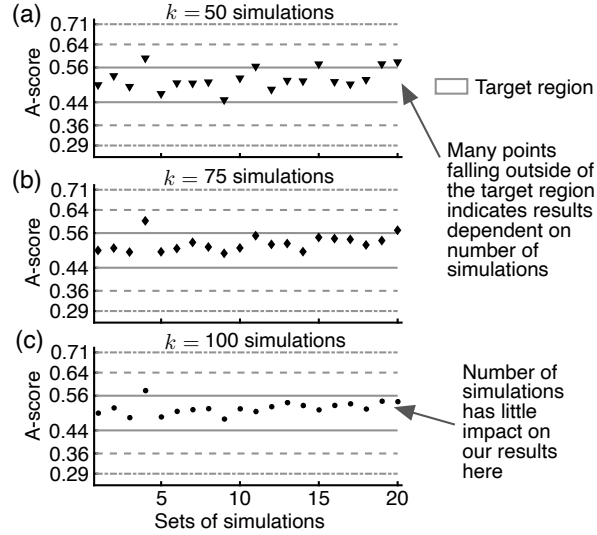 (a)
k = 50 simulations
0.71
0.64
0.56
0.44
0.36
0.29
A-score
Target region
Many points
falling outside of
the target region
indicates results
dependent on
number of
simulations
(b)
k = 75 simulations
0.71
0.64
0.56
0.44
0.36
0.29
A-score
(c)
k = 100 simulations
0.71
0.64
0.56
0.44
0.36
0.29
A-score
Number of
simulations
has little
impact on
our results
here
5 10 15 20
Sets of simulations